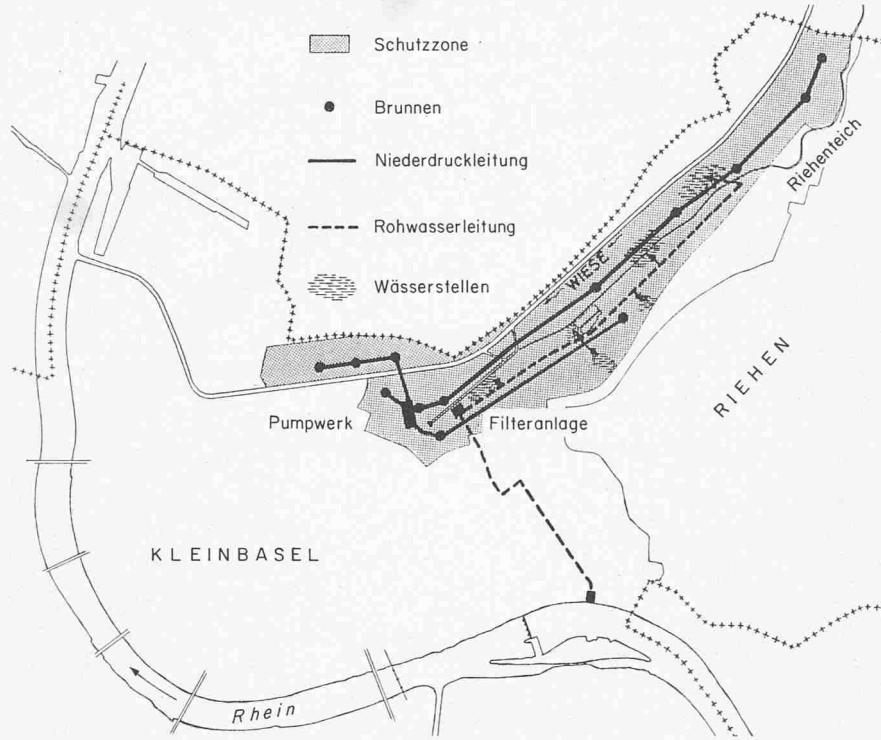 Schutzzone
Brunnen
Niederdruckleitung
Rohwasserleitung
Wässerstellen
Riehenteich
WIESE
RIEHEN
Pumpwerk
Filteranlage
KLEINBASEL
Rhein